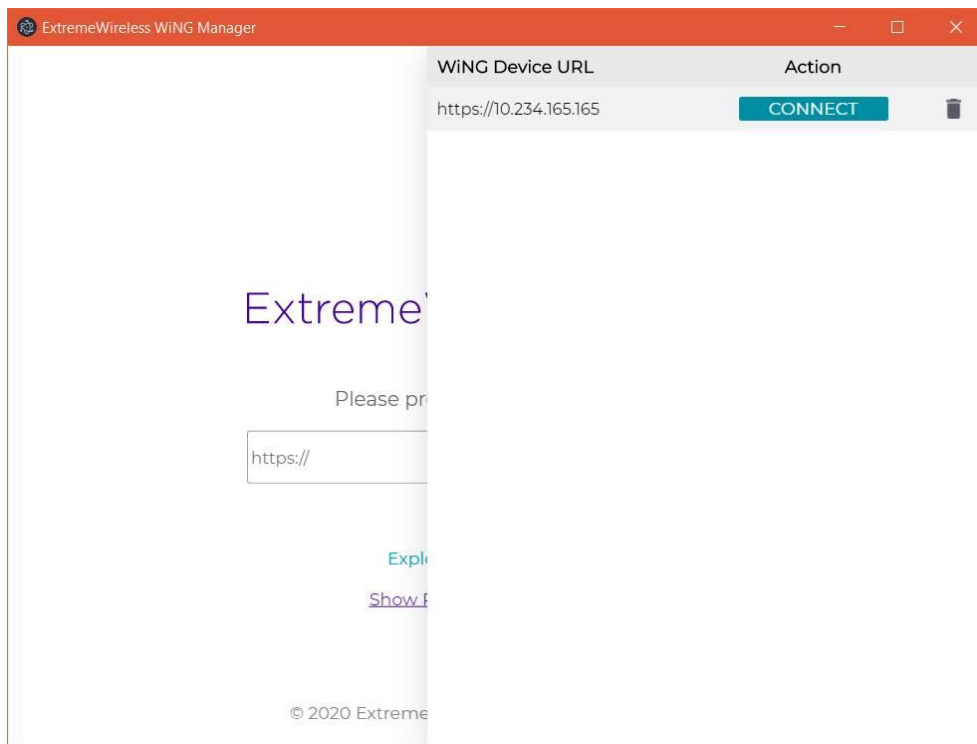 ExtremeWireless WiNG Manager
WiNG Device URL Action
https://10.234.165.165 CONNECT
Extreme
Please pr
https://
Expl
Show
© 2020 Extreme